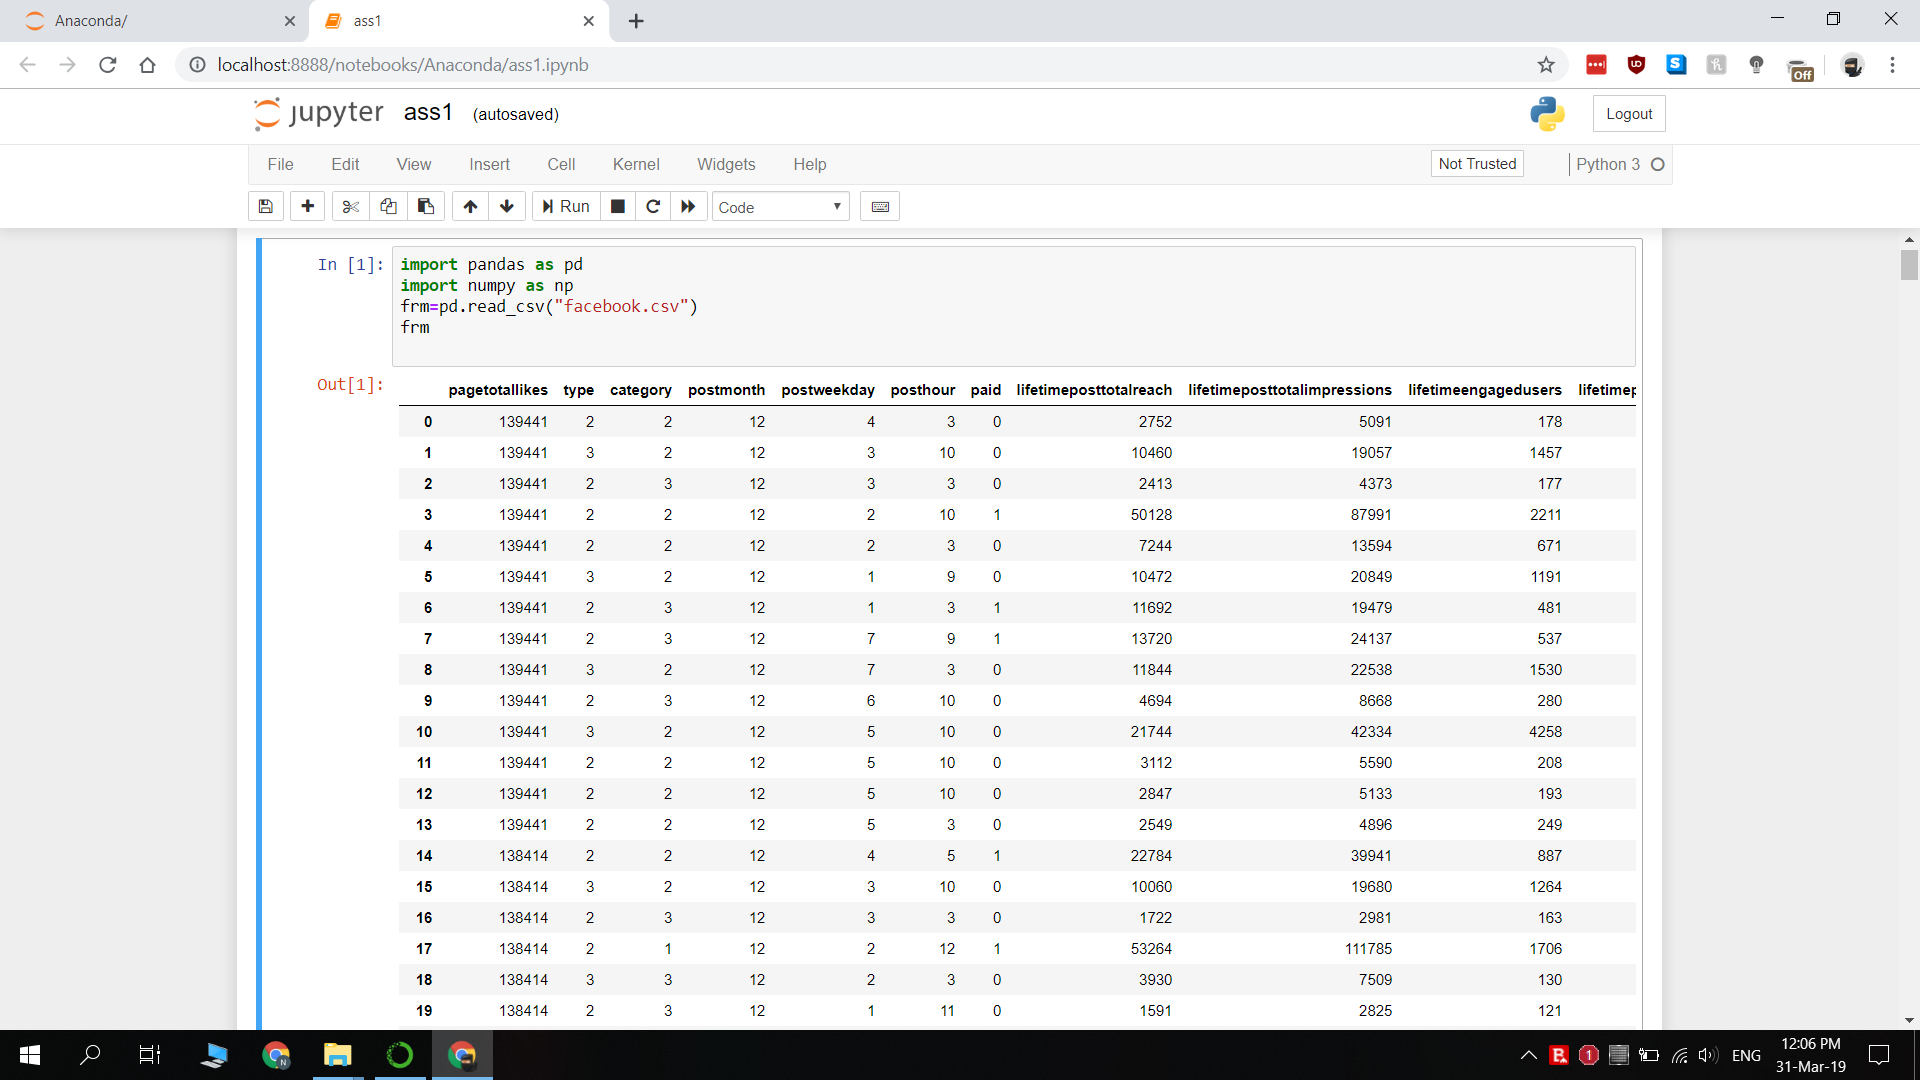 Anaconda/
ass1
localhost:8888/notebooks/Anaconda/ass1.ipynb
Off
jupyter ass1 (autosaved)
Logout
File Edit View Insert Cell Kernel Widgets Help
Not Trusted
Python 3
Run
Code
In [1]:
import pandas as pd
import numpy as np
frm=pd.read_csv("facebook.csv")
frm
Out[1]:
pagetotallikes type category postmonth postweekday posthour paid lifetimeposttotalreach lifetimeposttotalimpressions lifetimeengagedusers lifetimep
0 139441 2 2 12 4 3 0 2752 5091 178
1 139441 3 2 12 3 10 0 10460 19057 1457
2 139441 2 3 12 3 3 0 2413 4373 177
3 139441 2 2 12 2 10 1 50128 87991 2211
4 139441 2 2 12 2 3 0 7244 13594 671
5 139441 3 2 12 1 9 0 10472 20849 1191
6 139441 2 3 12 1 3 1 11692 19479 481
7 139441 2 3 12 7 9 1 13720 24137 537
8 139441 3 2 12 7 3 0 11844 22538 1530
9 139441 2 3 12 6 10 0 4694 8668 280
10 139441 3 2 12 5 10 0 21744 42334 4258
11 139441 2 2 12 5 10 0 3112 5590 208
12 139441 2 2 12 5 10 0 2847 5133 193
13 139441 2 2 12 5 3 0 2549 4896 249
14 138414 2 2 12 4 5 1 22784 39941 887
15 138414 3 2 12 3 10 0 10060 19680 1264
16 138414 2 3 12 3 3 0 1722 2981 163
17 138414 2 1 12 2 12 1 53264 111785 1706
18 138414 3 3 12 2 3 0 3930 7509 130
19 138414 2 3 12 1 11 0 1591 2825 121
ENG
12:06 PM
31-Mar-19